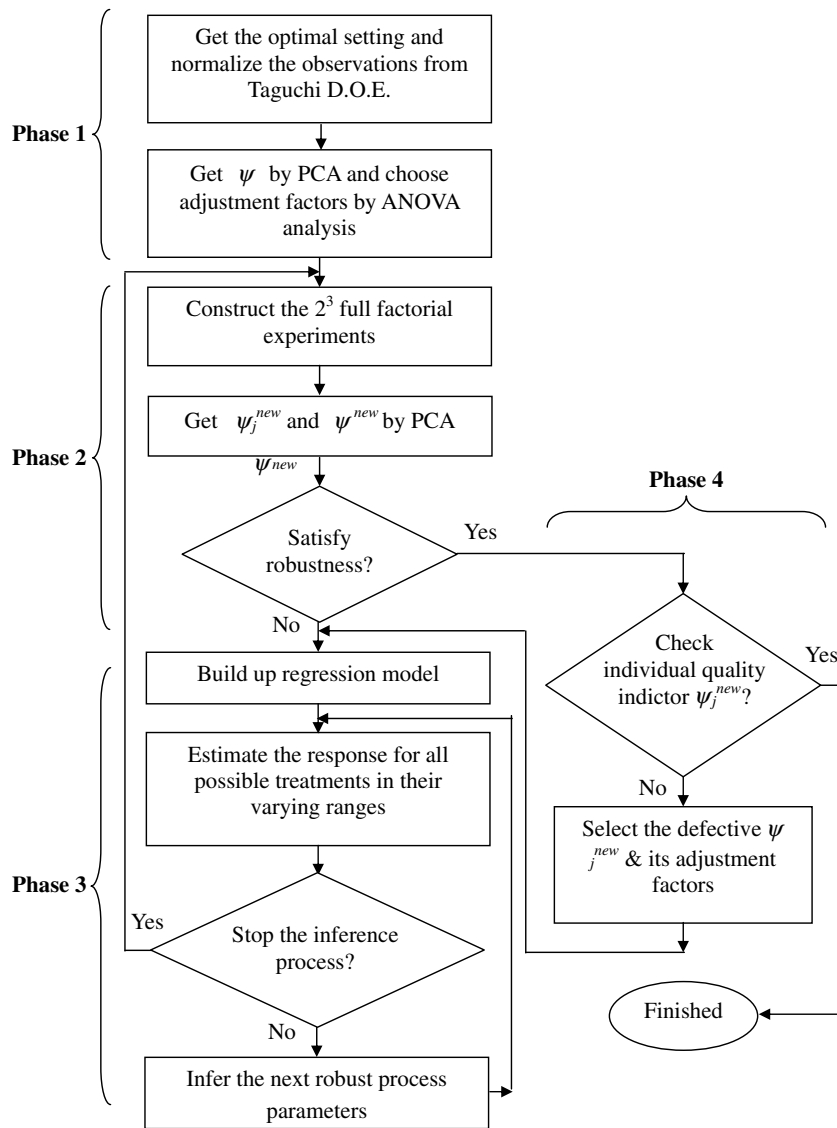 Get the optimal setting and
normalize the observations from
Taguchi D.O.E.
Phase 1
Get ψ by PCA and choose
adjustment factors by ANOVA
analysis
Construct the 2³ full factorial
experiments
Get ψ_j^new and ψ^new by PCA
ψ^new
Phase 2
Phase 4
Satisfy
robustness?
Yes
No
Check
individual quality
indictor ψ_j^new?
Yes
No
Build up regression model
Estimate the response for all
possible treatments in their
varying ranges
Select the defective ψ
_j^new & its adjustment
factors
Phase 3
Yes
Stop the inference
process?
No
Finished
Infer the next robust process
parameters